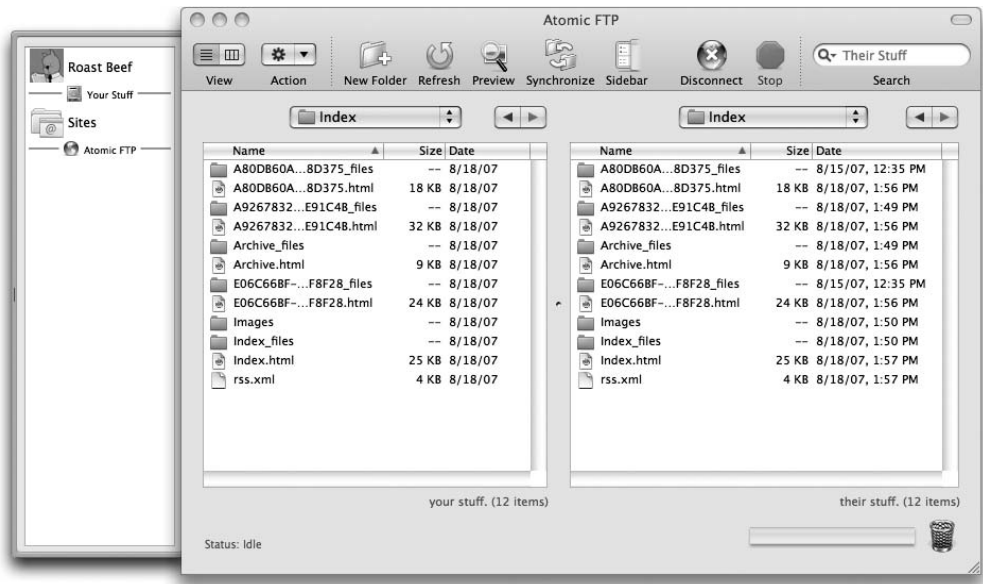 Atomic FTP
View
Action
New Folder
Refresh
Preview
Synchronize
Sidebar
Disconnect
Stop
Their Stuff
Search
Roast Beef
Your Stuff
Sites
@
Atomic FTP
Index
Index
Name Size Date
A80DB60A...8D375_files -- 8/18/07
A80DB60A...8D375.html 18 KB 8/18/07
A9267832...E91C4B_files -- 8/18/07
A9267832...E91C4B.html 32 KB 8/18/07
Archive_files -- 8/18/07
Archive.html 9 KB 8/18/07
E06C66BF-...F8F28_files -- 8/18/07
E06C66BF-...F8F28.html 24 KB 8/18/07
Images -- 8/18/07
Index_files -- 8/18/07
Index.html 25 KB 8/18/07
rss.xml 4 KB 8/18/07
your stuff. (12 items)
Name Size Date
A80DB60A...8D375_files -- 8/15/07, 12:35 PM
A80DB60A...8D375.html 18 KB 8/18/07, 1:56 PM
A9267832...E91C4B_files -- 8/18/07, 1:49 PM
A9267832...E91C4B.html 32 KB 8/18/07, 1:56 PM
Archive_files -- 8/18/07, 1:49 PM
Archive.html 9 KB 8/18/07, 1:56 PM
E06C66BF-...F8F28_files -- 8/15/07, 12:35 PM
E06C66BF-...F8F28.html 24 KB 8/18/07, 1:56 PM
Images -- 8/18/07, 1:50 PM
Index_files -- 8/18/07, 1:50 PM
Index.html 25 KB 8/18/07, 1:57 PM
rss.xml 4 KB 8/18/07, 1:57 PM
their stuff. (12 items)
Status: Idle